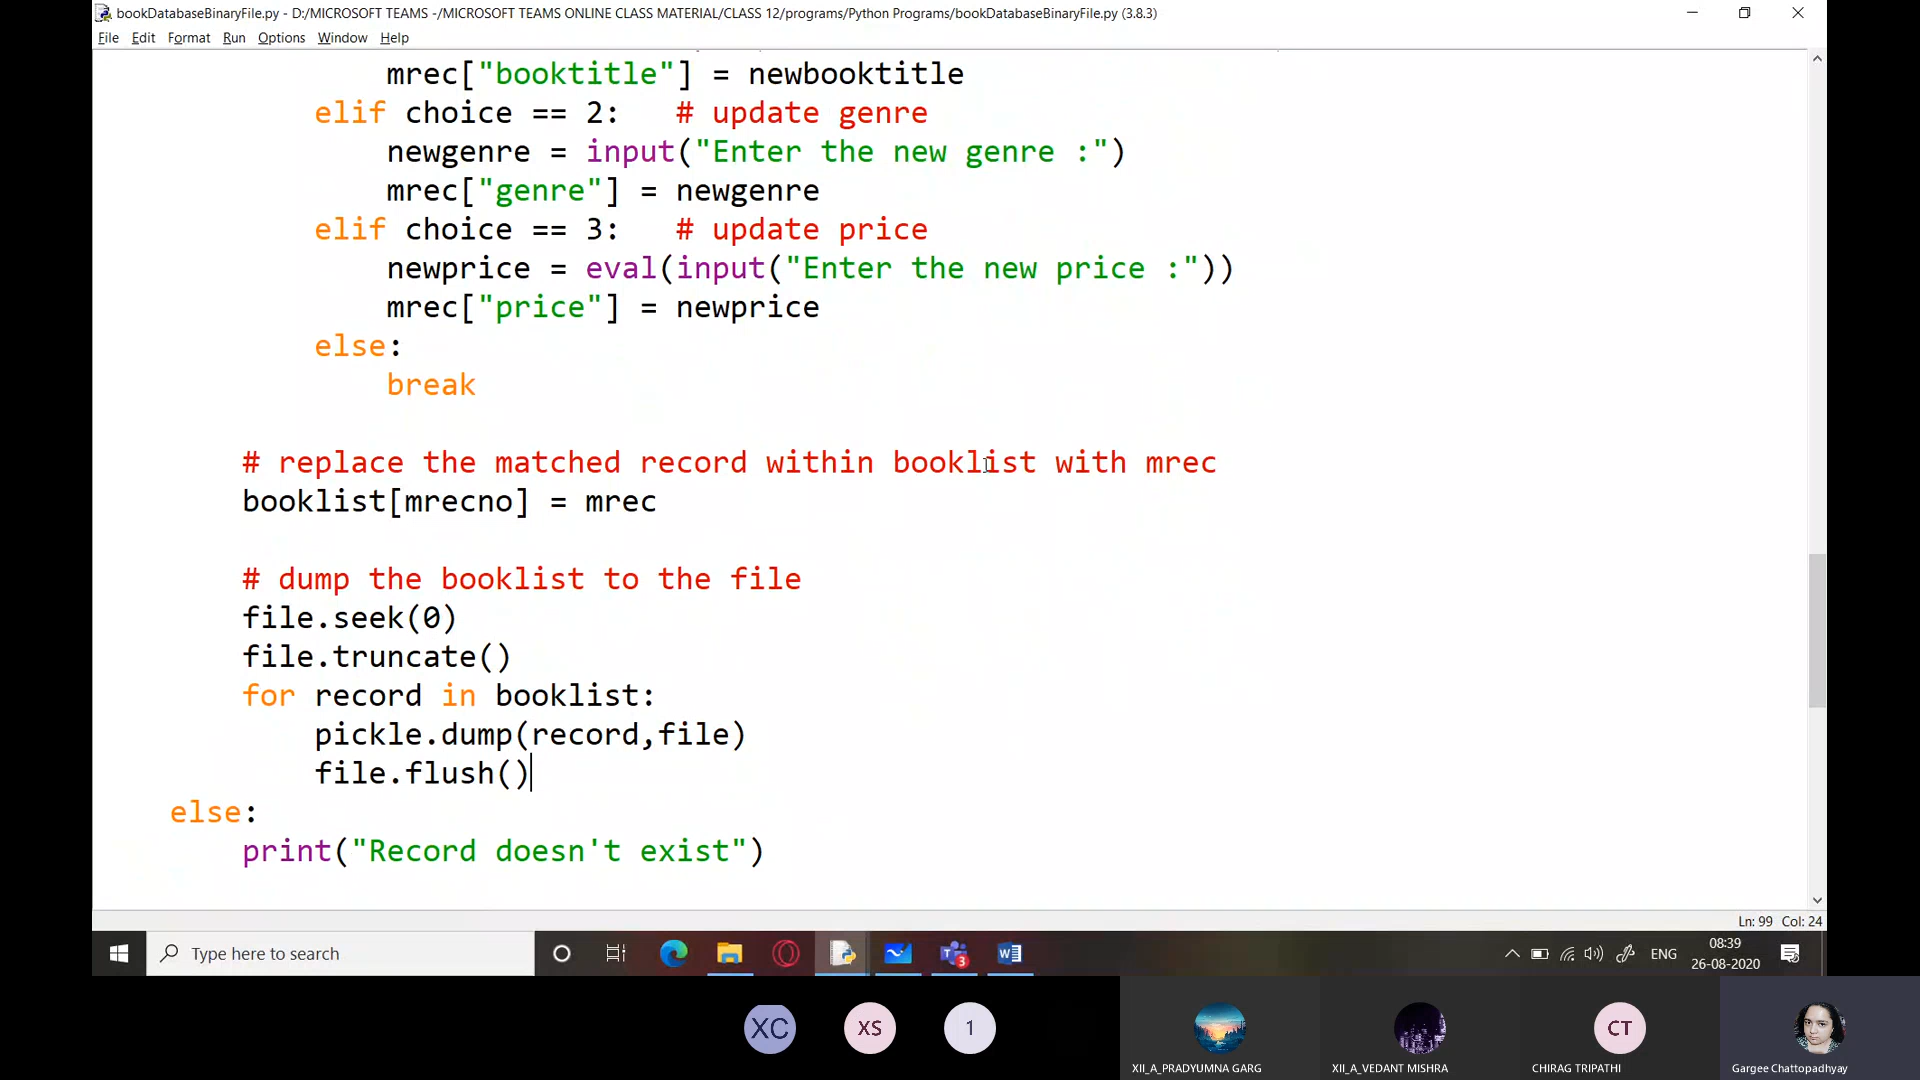 bookDatabaseBinaryFile.py - D:/MICROSOFT TEAMS -/MICROSOFT TEAMS ONLINE CLASS MATERIAL/CLASS 12/programs/Python Programs/bookDatabaseBinaryFile.py (3.8.3)
File Edit Format Run Options Window Help
mrec["booktitle"] = newbooktitle
elif choice == 2:   # update genre
newgenre = input("Enter the new genre :")
mrec["genre"] = newgenre
elif choice == 3:   # update price
newprice = eval(input("Enter the new price :"))
mrec["price"] = newprice
else:
break
# replace the matched record within booklist with mrec
booklist[mrecno] = mrec
# dump the booklist to the file
file.seek(0)
file.truncate()
for record in booklist:
pickle.dump(record,file)
file.flush()
else:
print("Record doesn't exist")
Ln: 99 Col: 24
Type here to search
3
ENG
08:39
26-08-2020
XC
XS
1
CT
XII_A_PRADYUMNA GARG
XII_A_VEDANT MISHRA
CHIRAG TRIPATHI
Gargee Chattopadhyay